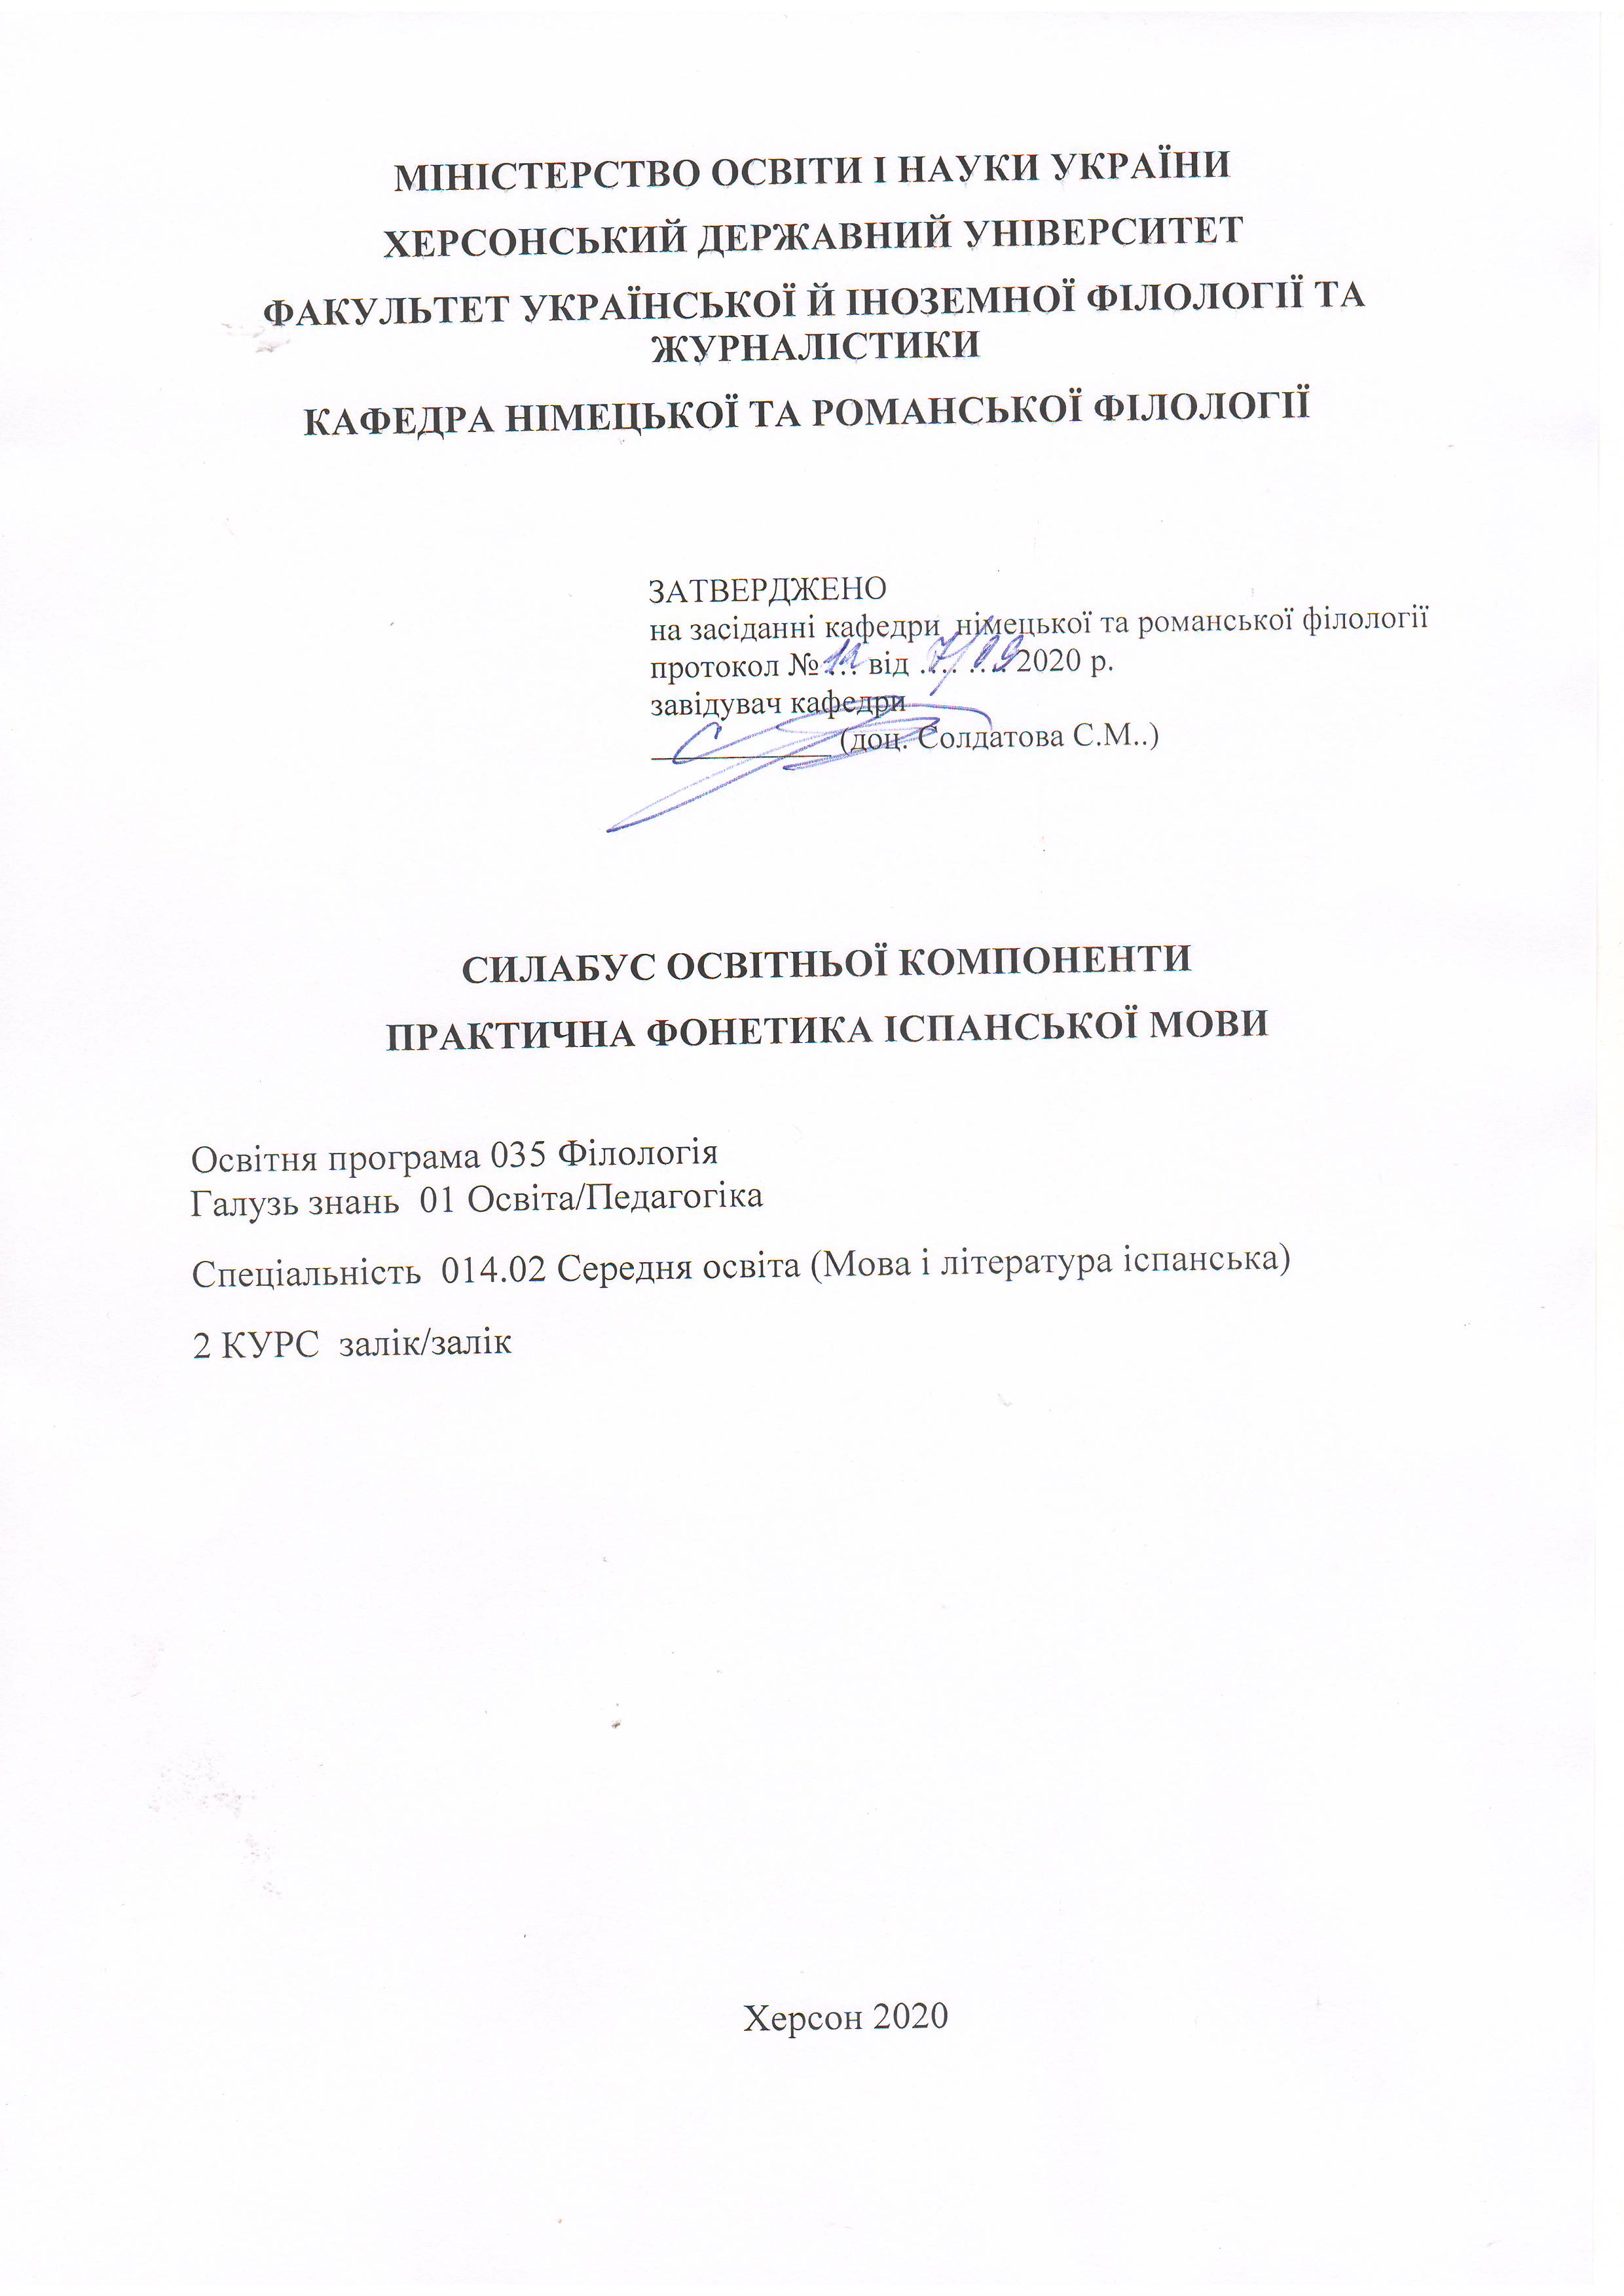 МІНІСТЕРСТВО ОСВІТИ І НАУКИ УКРАЇНИ
ХЕРСОНСЬКИЙ ДЕРЖАВНИЙ УНІВЕРСИТЕТ
ФАКУЛЬТЕТ УКРАЇНСЬКОЇ Й ІНОЗЕМНОЇ ФІЛОЛОГІЇ ТА
ЖУРНАЛІСТИКИ
КАФЕДРА НІМЕЦЬКОЇ ТА РОМАНСЬКОЇ ФІЛОЛОГІЇ
ЗАТВЕРДЖЕНО
на засіданні кафедри німецької та романської філології
протокол № від 7/09 2020 р.
завідувач кафедри
(доц. Солдатова С.М..)
СИЛАБУС ОСВІТНЬОЇ КОМПОНЕНТИ
ПРАКТИЧНА ФОНЕТИКА ІСПАНСЬКОЇ МОВИ
Освітня програма 035 Філологія
Галузь знань 01 Освіта/Педагогіка
Спеціальність 014.02 Середня освіта (Мова і література іспанська)
2 КУРС залік/залік
Херсон 2020